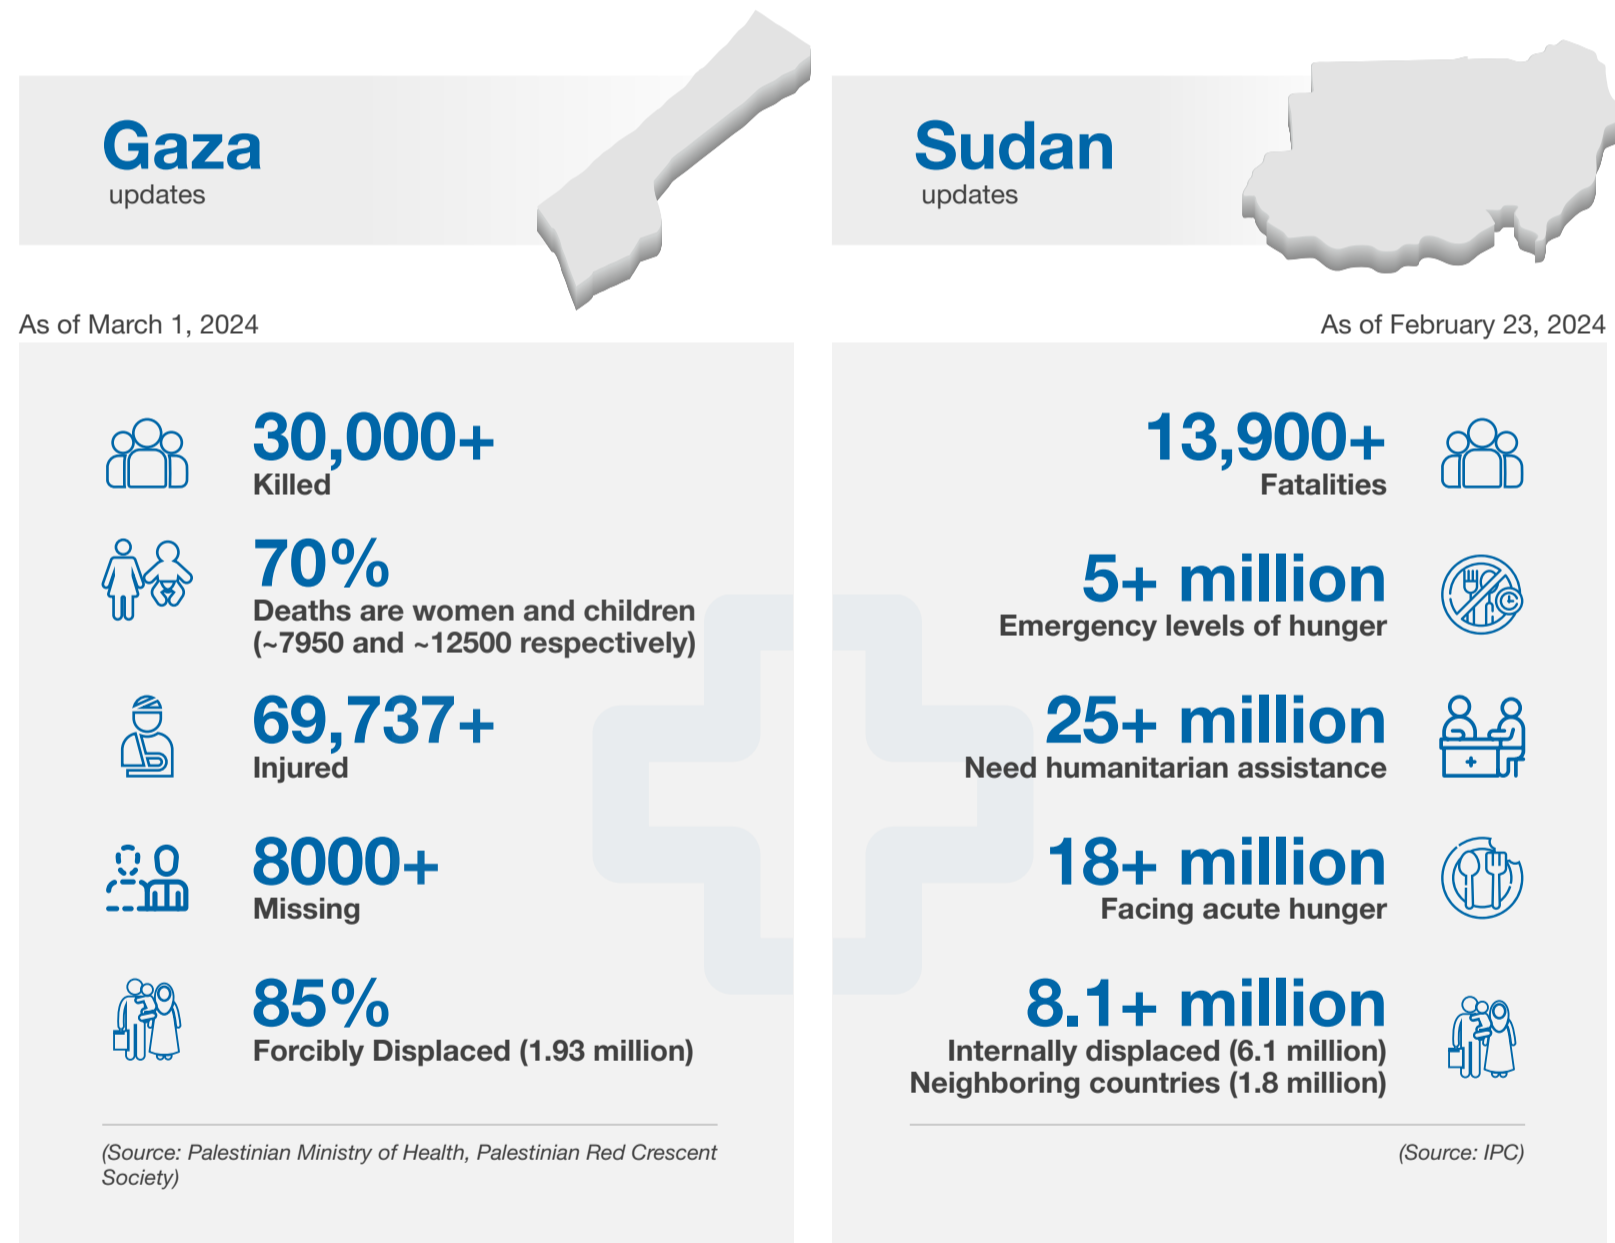 Gaza
updates
As of March 1, 2024
30,000+
Killed
70%
Deaths are women and children
(~7950 and ~12500 respectively)
69,737+
Injured
8000+
Missing
85%
Forcibly Displaced (1.93 million)
(Source: Palestinian Ministry of Health, Palestinian Red Crescent
Society)
Sudan
updates
As of February 23, 2024
13,900+
Fatalities
5+ million
Emergency levels of hunger
25+ million
Need humanitarian assistance
18+ million
Facing acute hunger
8.1+ million
Internally displaced (6.1 million)
Neighboring countries (1.8 million)
(Source: IPC)